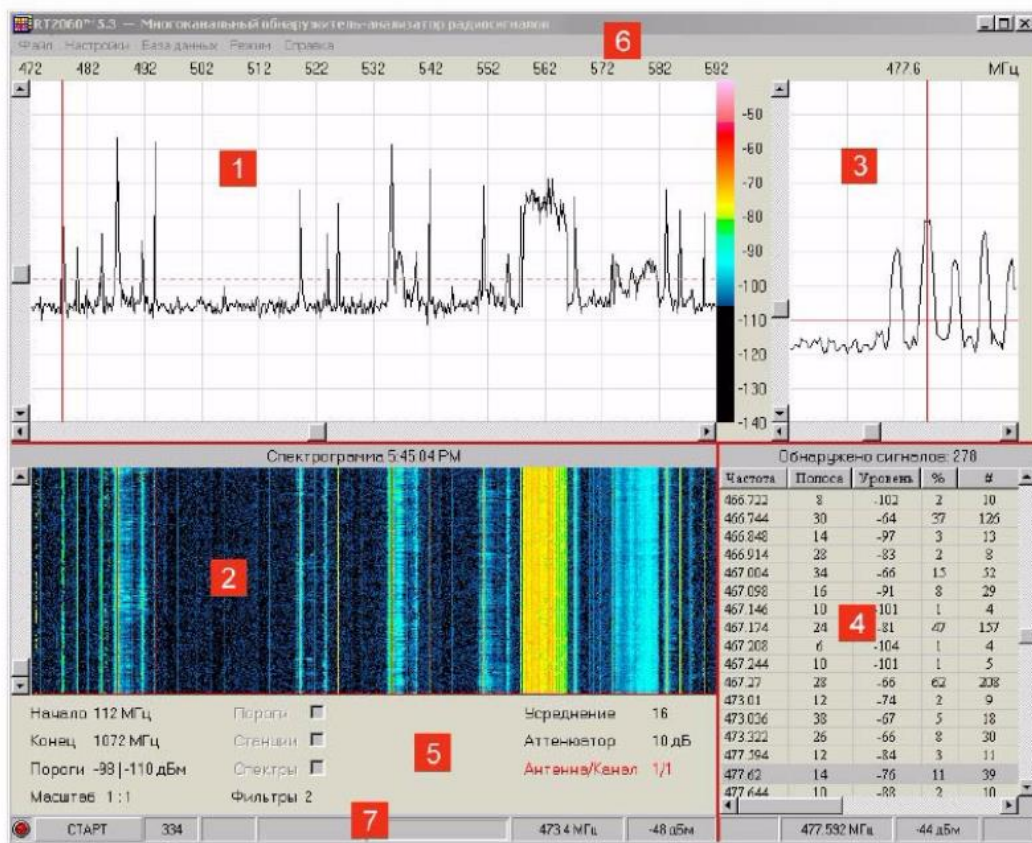 RT2060™ 5.3 — Многоканальный обнаружитель-анализатор радиосигналов
Файл Настройки База данных Режим Справка
6
472 482 492 502 512 522 532 542 552 562 572 582 592
477.6 МГц
-50
-60
-70
-80
-90
-100
-110
-120
-130
-140
1
3
Спектрограмма 5:45:04 PM
Обнаружено сигналов: 278
Частота Полоса Уровень % #
466.722 8 -102 2 10
466.744 30 -64 37 126
466.848 14 -97 3 13
466.914 28 -83 2 8
467.004 34 -66 15 52
467.098 16 -91 8 29
467.146 10 -101 1 4
467.174 24 -81 47 157
467.208 6 -104 1 4
467.244 10 -101 1 5
467.27 28 -66 62 208
473.01 12 -74 2 9
473.036 38 -67 5 18
473.322 26 -66 8 30
477.394 12 -84 3 11
477.62 14 -76 11 39
477.644 10 -88 2 10
2
4
Начало 112 МГц Пороги Усреднение 16
Конец 1072 МГц Станции Аттенюатор 10 дБ
Пороги -98|-110 дБм Спектры Антенна/Канал 1/1
Масштаб 1:1 Фильтры 2
5
7
СТАРТ 334 473.4 МГц -48 дБм 477.592 МГц -44 дБм